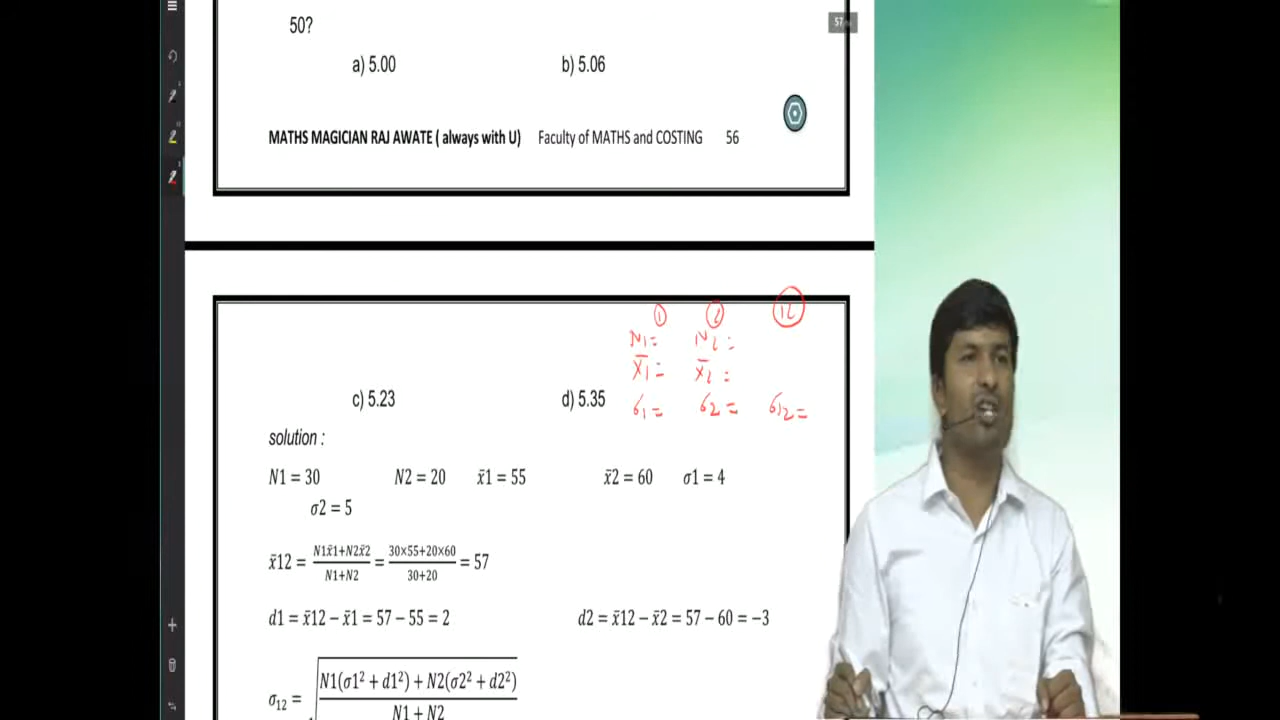 57
50?
a) 5.00 b) 5.06
MATHS MAGICIAN RAJ AWATE ( always with U) Faculty of MATHS and COSTING 56
① ② ⑫
N1= N2=
x̄1= x̄2=
c) 5.23 d) 5.35
σ1= σ2= σ12=
solution :
N1 = 30 N2 = 20 x̄1 = 55 x̄2 = 60 σ1 = 4
σ2 = 5
x̄12 = (N1x̄1+N2x̄2)/(N1+N2) = (30×55+20×60)/(30+20) = 57
d1 = x̄12 − x̄1 = 57 − 55 = 2 d2 = x̄12 − x̄2 = 57 − 60 = −3
σ₁₂ = √((N1(σ1² + d1²) + N2(σ2² + d2²))/(N1 + N2))